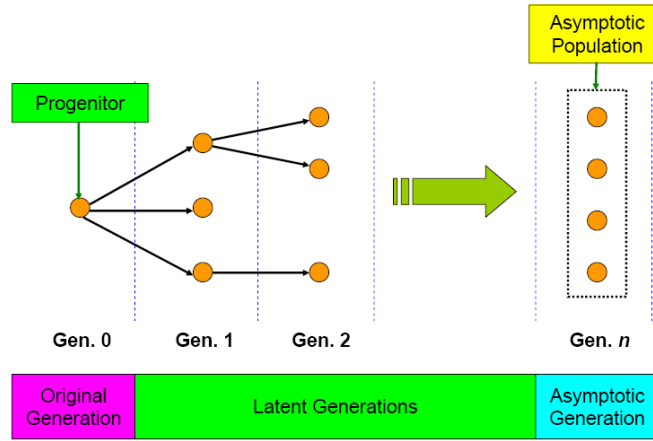 Asymptotic
Population
Progenitor
Gen. 0
Gen. 1
Gen. 2
Gen. n
Original
Generation
Latent Generations
Asymptotic
Generation